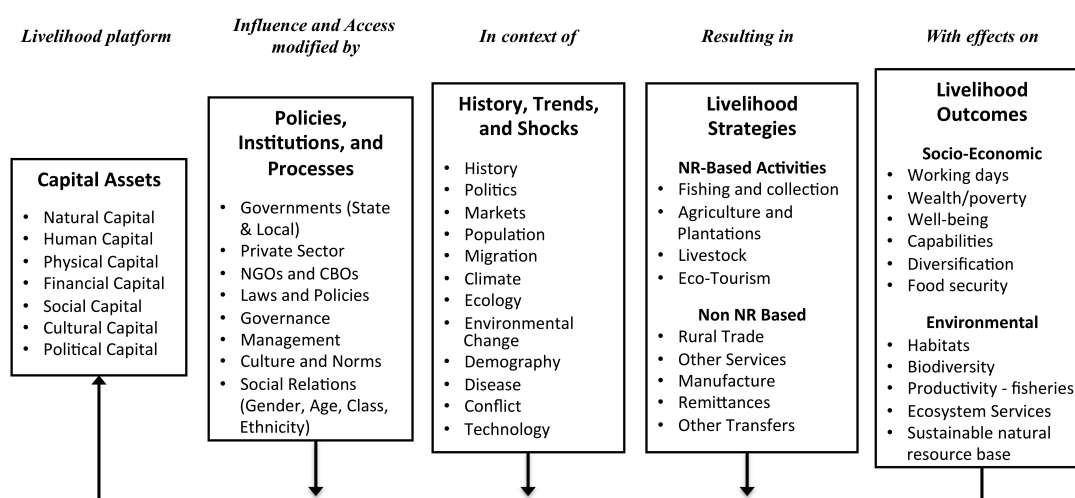 Livelihood platform
Influence and Access
modified by
In context of
Resulting in
With effects on
Capital Assets
• Natural Capital
• Human Capital
• Physical Capital
• Financial Capital
• Social Capital
• Cultural Capital
• Political Capital
Policies,
Institutions, and
Processes
• Governments (State
& Local)
• Private Sector
• NGOs and CBOs
• Laws and Policies
• Governance
• Management
• Culture and Norms
• Social Relations
(Gender, Age, Class,
Ethnicity)
History, Trends,
and Shocks
• History
• Politics
• Markets
• Population
• Migration
• Climate
• Ecology
• Environmental
Change
• Demography
• Disease
• Conflict
• Technology
Livelihood
Strategies
NR-Based Activities
• Fishing and collection
• Agriculture and
Plantations
• Livestock
• Eco-Tourism
Non NR Based
• Rural Trade
• Other Services
• Manufacture
• Remittances
• Other Transfers
Livelihood
Outcomes
Socio-Economic
• Working days
• Wealth/poverty
• Well-being
• Capabilities
• Diversification
• Food security
Environmental
• Habitats
• Biodiversity
• Productivity - fisheries
• Ecosystem Services
• Sustainable natural
resource base